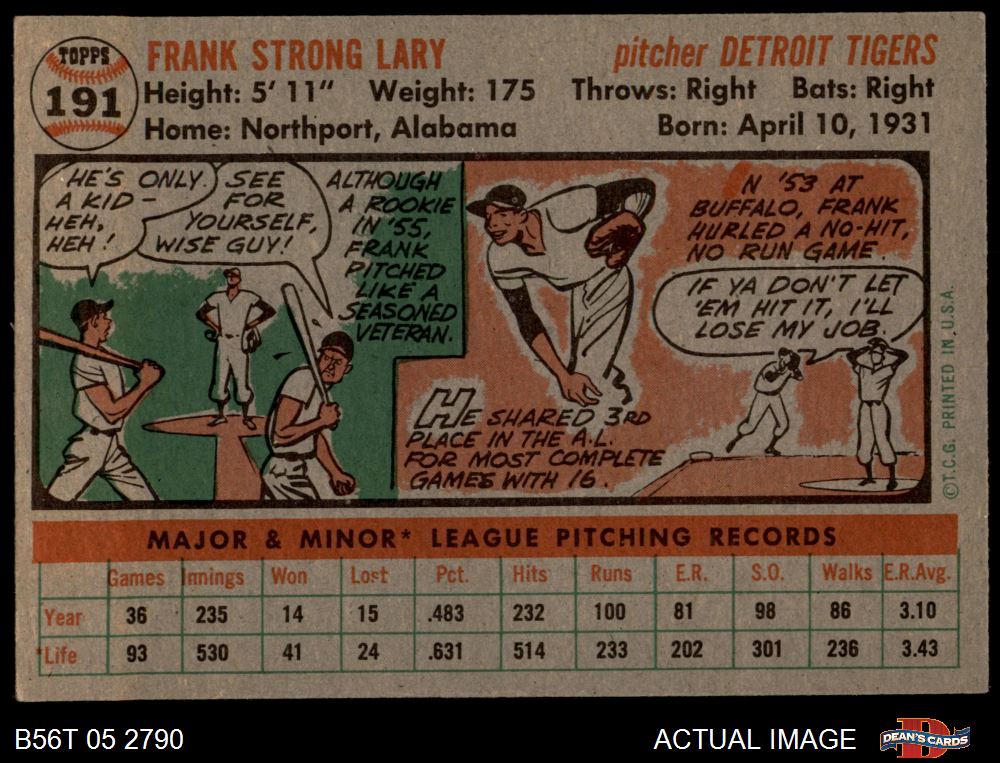 TOPPS
191
FRANK STRONG LARY
pitcher DETROIT TIGERS
Height: 5' 11" Weight: 175 Throws: Right Bats: Right
Home: Northport, Alabama Born: April 10, 1931
HE'S ONLY
A KID-
HEH,
HEH!
SEE
FOR
YOURSELF,
WISE GUY!
ALTHOUGH
A ROOKIE
IN '55,
FRANK
PITCHED
LIKE A
SEASONED
VETERAN.
HE SHARED 3RD
PLACE IN THE A.L.
FOR MOST COMPLETE
GAMES WITH 16.
N '53 AT
BUFFALO, FRANK
HURLED A NO-HIT,
NO RUN GAME.
IF YA DON'T LET
'EM HIT IT, I'LL
LOSE MY JOB.
©T.C.G. PRINTED IN U.S.A.
MAJOR & MINOR* LEAGUE PITCHING RECORDS
Games Innings Won Lost Pct. Hits Runs E.R. S.O. Walks E.R.Avg.
Year 36 235 14 15 .483 232 100 81 98 86 3.10
*Life 93 530 41 24 .631 514 233 202 301 236 3.43
B56T 05 2790
ACTUAL IMAGE
D
DEAN'S CARDS